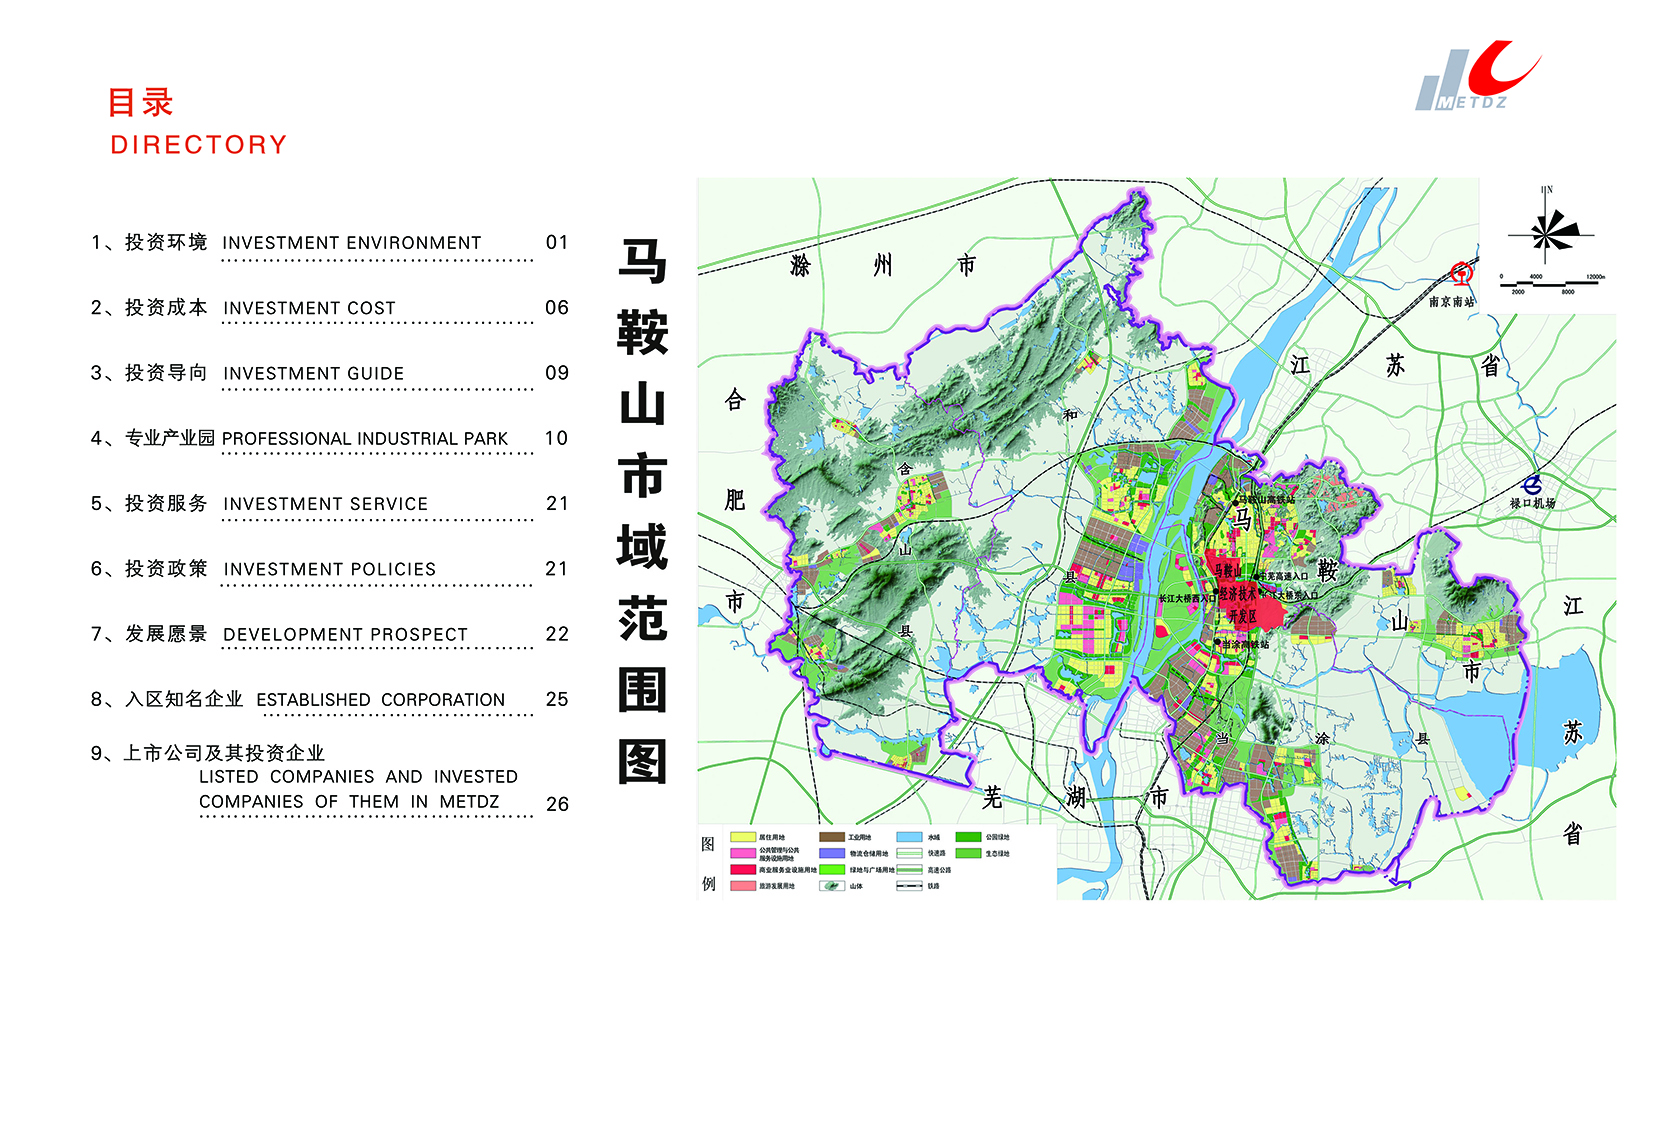 目录
DIRECTORY
METDZ
1、投资环境 INVESTMENT ENVIRONMENT 01
2、投资成本 INVESTMENT COST 06
3、投资导向 INVESTMENT GUIDE 09
4、专业产业园 PROFESSIONAL INDUSTRIAL PARK 10
5、投资服务 INVESTMENT SERVICE 21
6、投资政策 INVESTMENT POLICIES 21
7、发展愿景 DEVELOPMENT PROSPECT 22
8、入区知名企业 ESTABLISHED CORPORATION 25
9、上市公司及其投资企业
LISTED COMPANIES AND INVESTED
COMPANIES OF THEM IN METDZ 26
马鞍山市域范围图
滁州市
合肥市
江苏省
江苏省
芜湖市
马鞍山市
和县
含山县
当涂县
N
0 4000 12000m
2000 8000
南京南站
禄口机场
马鞍山高铁站
马鞍山
经济技术
开发区
宁芜高速入口
长江大桥西入口
长江大桥东入口
当涂高铁站
图例
居住用地
公共管理与公共
服务设施用地
商业服务业设施用地
旅游发展用地
工业用地
物流仓储用地
绿地与广场用地
山体
水域
快速路
高速公路
铁路
公园绿地
生态绿地